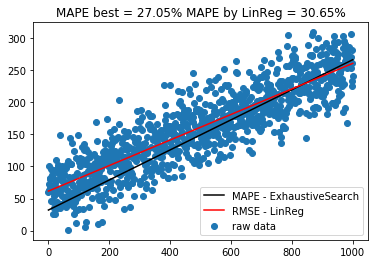 MAPE best = 27.05% MAPE by LinReg = 30.65%
300
250
200
150
100
50
0
MAPE - ExhaustiveSearch
RMSE - LinReg
raw data
0 200 400 600 800 1000